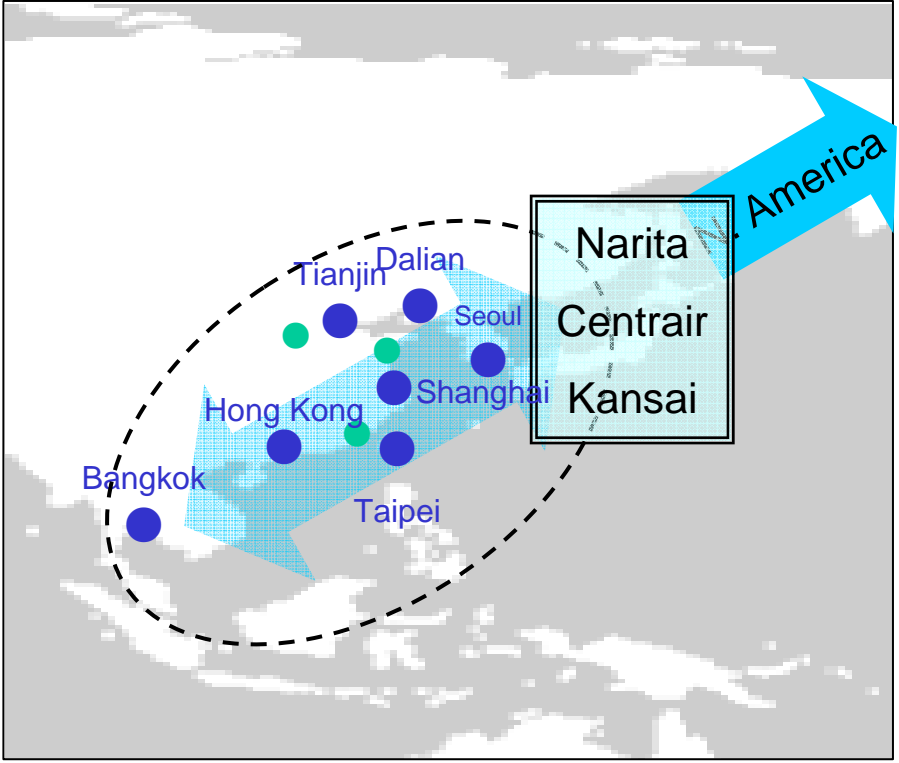 America
Narita
Dalian
Tianjin
Seoul
Centrair
Shanghai
Kansai
Hong Kong
Bangkok
Taipei